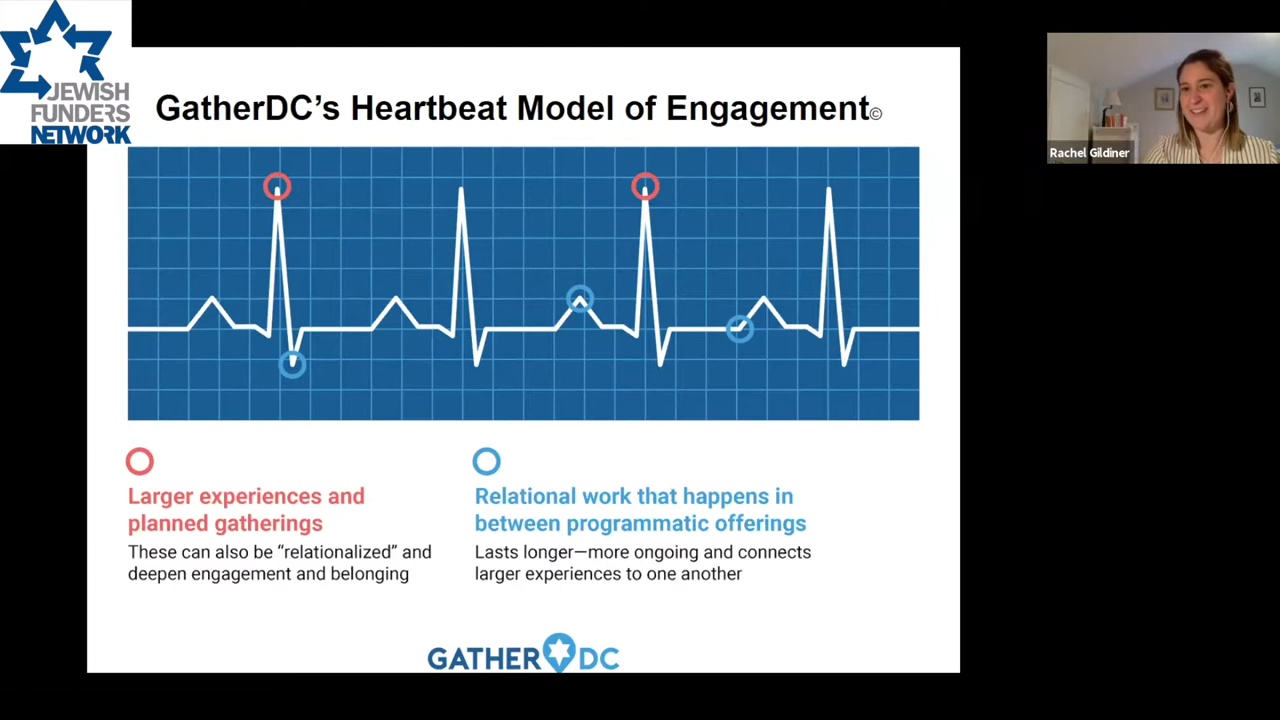 JEWISH
FUNDERS
NETWORK
GatherDC’s Heartbeat Model of Engagement©
Rachel Gildiner
Larger experiences and
planned gatherings
These can also be “relationalized” and
deepen engagement and belonging
Relational work that happens in
between programmatic offerings
Lasts longer—more ongoing and connects
larger experiences to one another
GATHER DC